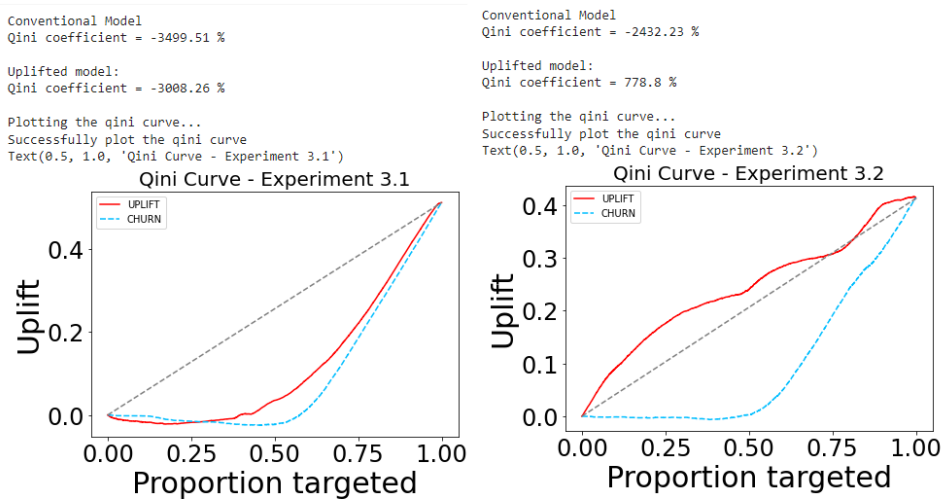 Conventional Model
Qini coefficient = -3499.51 %
Uplifted model:
Qini coefficient = -3008.26 %
Plotting the qini curve...
Successfully plot the qini curve
Text(0.5, 1.0, 'Qini Curve - Experiment 3.1')
Qini Curve - Experiment 3.1
UPLIFT
CHURN
Uplift
0.4
0.2
0.0
0.00 0.25 0.50 0.75 1.00
Proportion targeted
Conventional Model
Qini coefficient = -2432.23 %
Uplifted model:
Qini coefficient = 778.8 %
Plotting the qini curve...
Successfully plot the qini curve
Text(0.5, 1.0, 'Qini Curve - Experiment 3.2')
Qini Curve - Experiment 3.2
UPLIFT
CHURN
Uplift
0.4
0.3
0.2
0.1
0.0
0.00 0.25 0.50 0.75 1.00
Proportion targeted